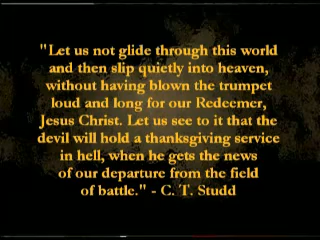 "Let us not glide through this world
and then slip quietly into heaven,
without having blown the trumpet
loud and long for our Redeemer,
Jesus Christ. Let us see to it that the
devil will hold a thanksgiving service
in hell, when he gets the news
of our departure from the field
of battle." - C. T. Studd